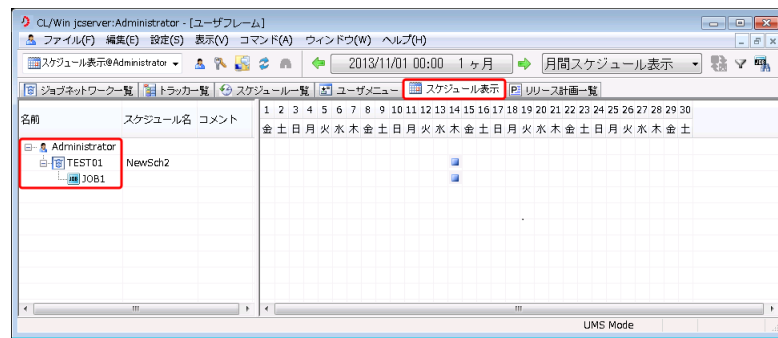 CL/Win jcserver:Administrator - [ユーザフレーム]
ファイル(F) 編集(E) 設定(S) 表示(V) コマンド(A) ウィンドウ(W) ヘルプ(H)
スケジュール表示@Administrator 2013/11/01 00:00 1 ヶ月 月間スケジュール表示
ジョブネットワーク一覧 トラッカー一覧 スケジュール一覧 ユーザメニュー スケジュール表示 リリース計画一覧
名前 スケジュール名 コメント 1 2 3 4 5 6 7 8 9 10 11 12 13 14 15 16 17 18 19 20 21 22 23 24 25 26 27 28 29 30
金 土 日 月 火 水 木 金 土 日 月 火 水 木 金 土 日 月 火 水 木 金 土 日 月 火 水 木 金 土
Administrator
TEST01 NewSch2
JOB1
UMS Mode